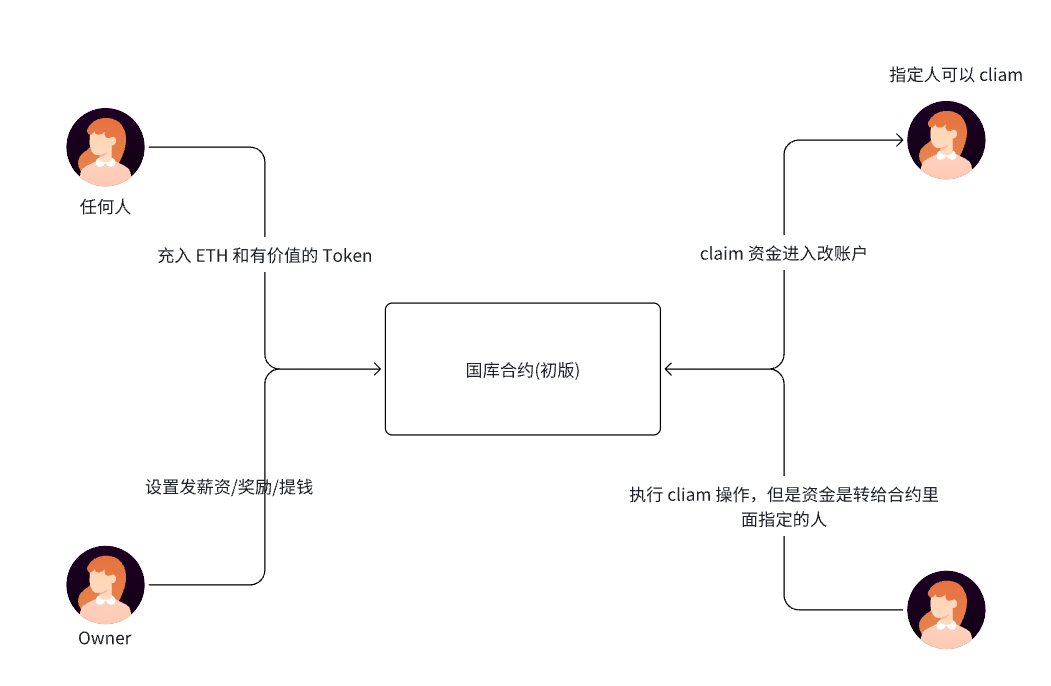 指定人可以 cliam
任何人
充入 ETH 和有价值的 Token
claim 资金进入改账户
国库合约(初版)
设置发薪资/奖励/提钱
执行 cliam 操作，但是资金是转给合约里
面指定的人
Owner